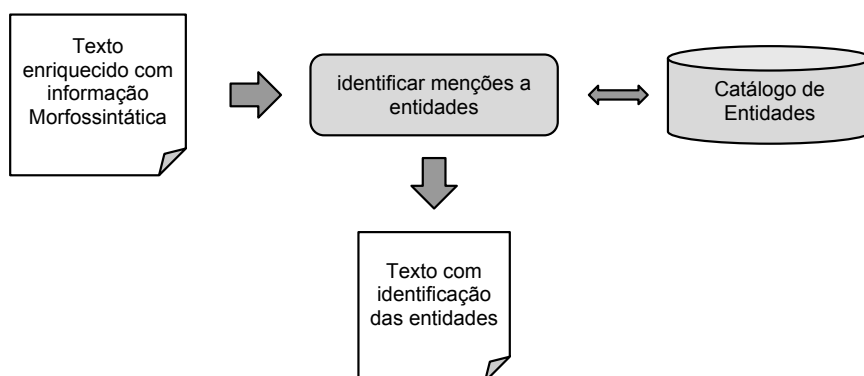 Texto
enriquecido com
informação
Morfossintática
identificar menções a
entidades
Catálogo de
Entidades
Texto com
identificação
das entidades